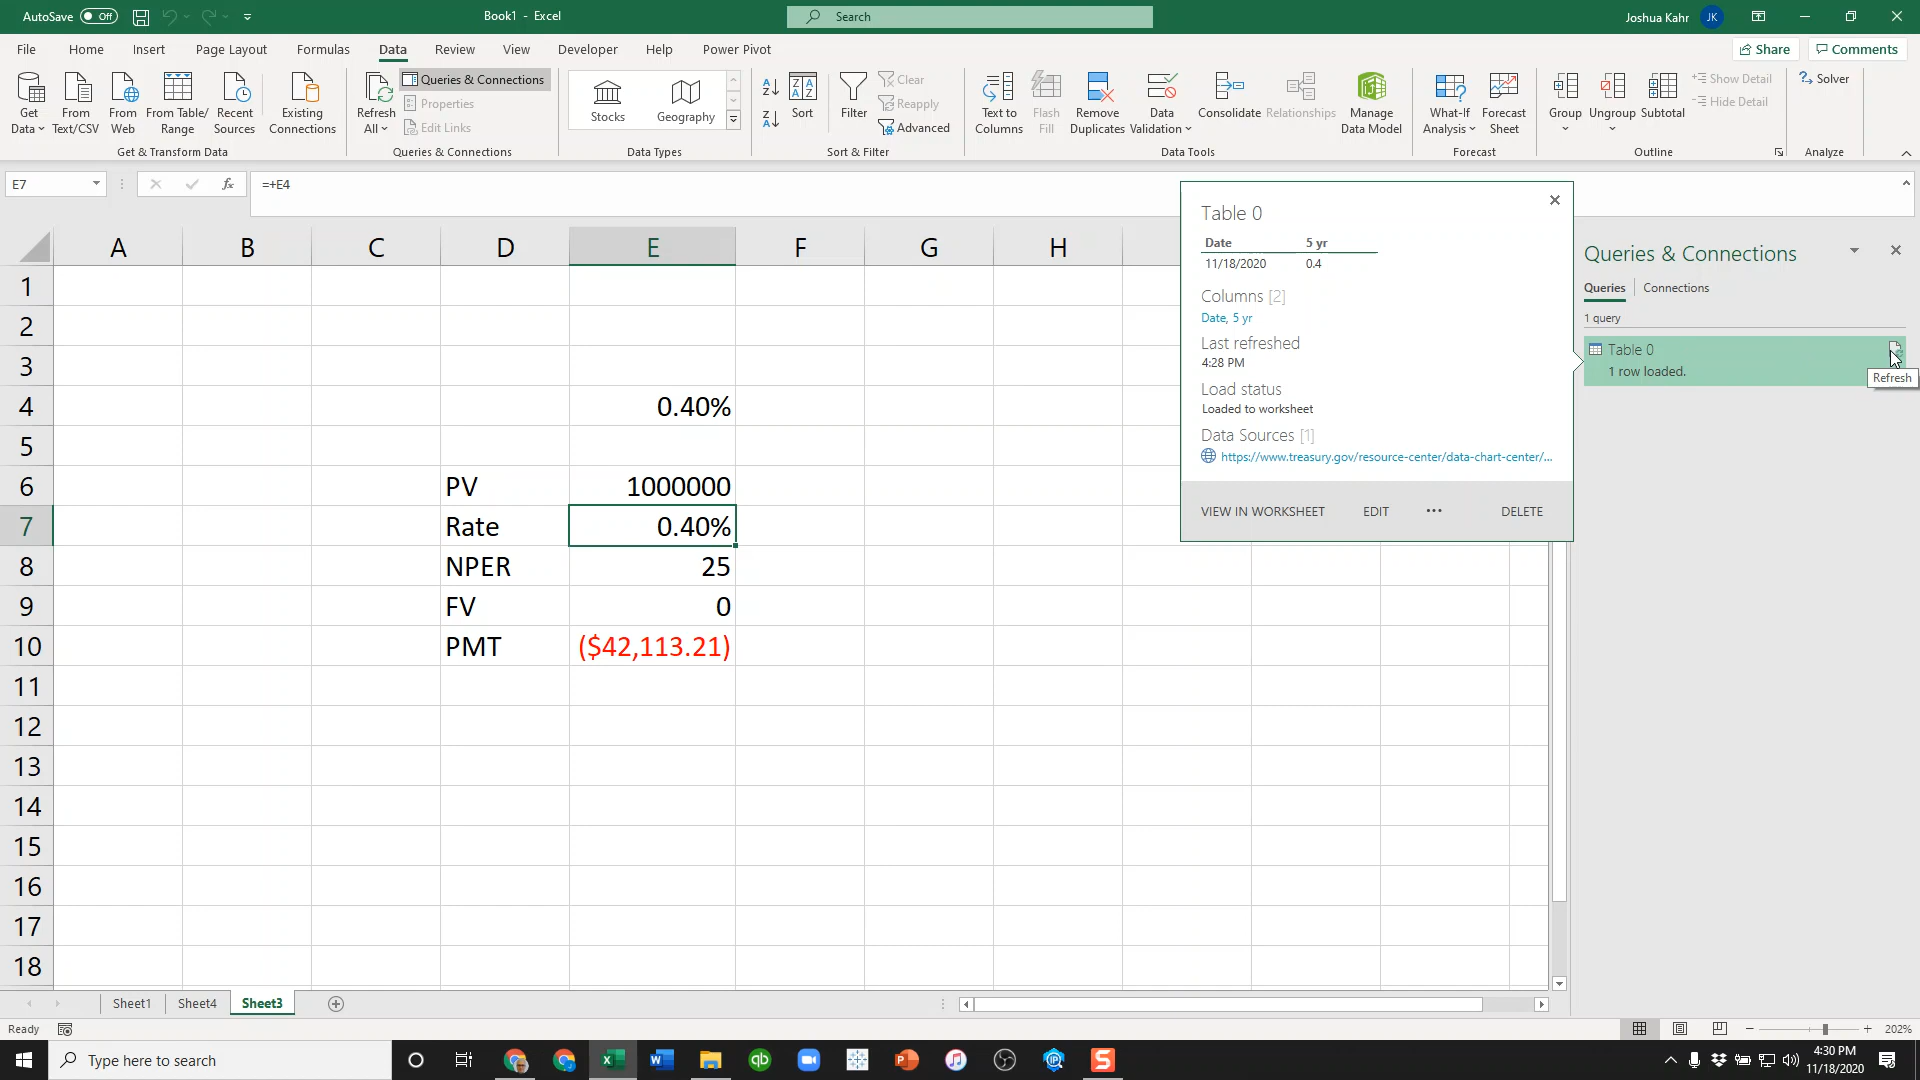 AutoSave Off
Book1 - Excel
Search
Joshua Kahr JK
File Home Insert Page Layout Formulas Data Review View Developer Help Power Pivot
Share Comments
Get Data
From Text/CSV
From Web
From Table/ Range
Recent Sources
Existing Connections
Get & Transform Data
Refresh All
Queries & Connections
Properties
Edit Links
Queries & Connections
Stocks
Geography
Data Types
Sort
Filter
Clear
Reapply
Advanced
Sort & Filter
Text to Columns
Flash Fill
Remove Duplicates
Data Validation
Consolidate
Relationships
Manage Data Model
Data Tools
What-If Analysis
Forecast Sheet
Forecast
Group
Ungroup
Subtotal
Show Detail
Hide Detail
Outline
Solver
Analyze
E7
fx
=+E4
A B C D E F G H
1
2
3
4 0.40%
5
6 PV 1000000
7 Rate 0.40%
8 NPER 25
9 FV 0
10 PMT ($42,113.21)
11
12
13
14
15
16
17
18
Table 0
Date 5 yr
11/18/2020 0.4
Columns [2]
Date, 5 yr
Last refreshed
4:28 PM
Load status
Loaded to worksheet
Data Sources [1]
https://www.treasury.gov/resource-center/data-chart-center/...
VIEW IN WORKSHEET EDIT ••• DELETE
Queries & Connections
Queries Connections
1 query
Table 0
1 row loaded.
Refresh
Sheet1 Sheet4 Sheet3
Ready
202%
Type here to search
4:30 PM
11/18/2020